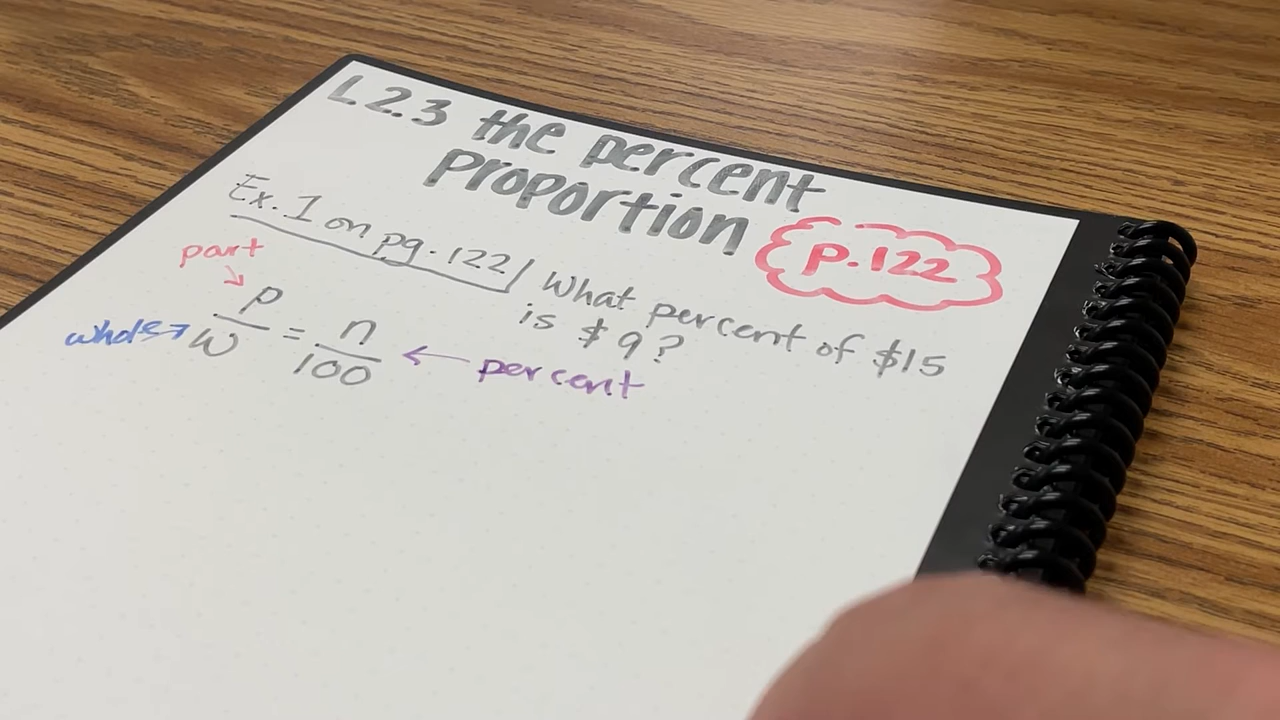 L.2.3 the percent
proportion
p.122
Ex. 1 on pg. 122/ What percent of $15
is $9?
part
whole
p/w = n/100
percent